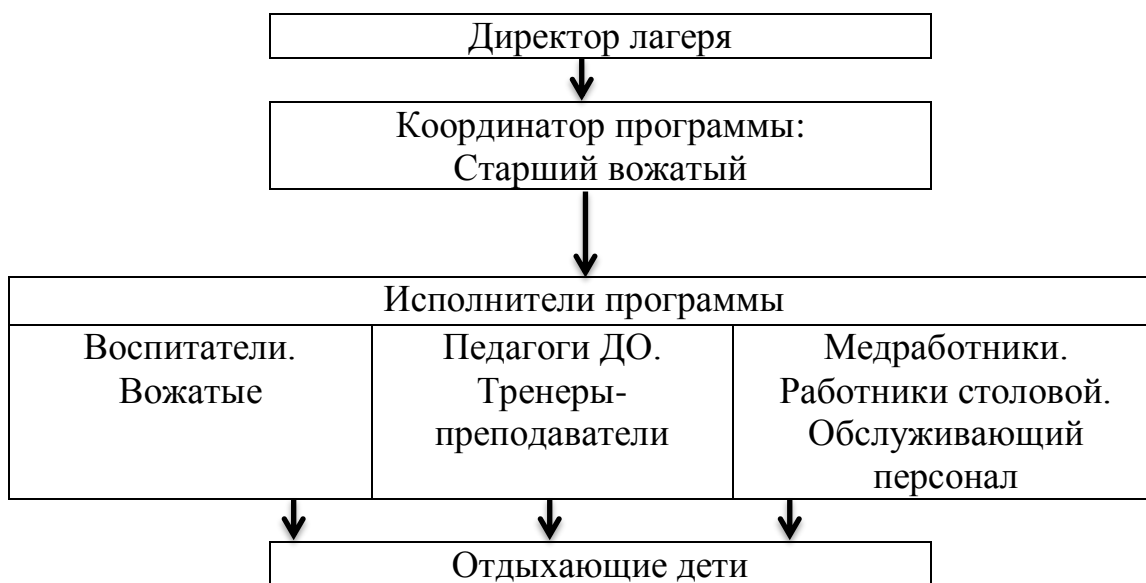 Директор лагеря
Координатор программы:
Старший вожатый
Исполнители программы
Воспитатели.
Вожатые
Педагоги ДО.
Тренеры-
преподаватели
Медработники.
Работники столовой.
Обслуживающий
персонал
Отдыхающие дети